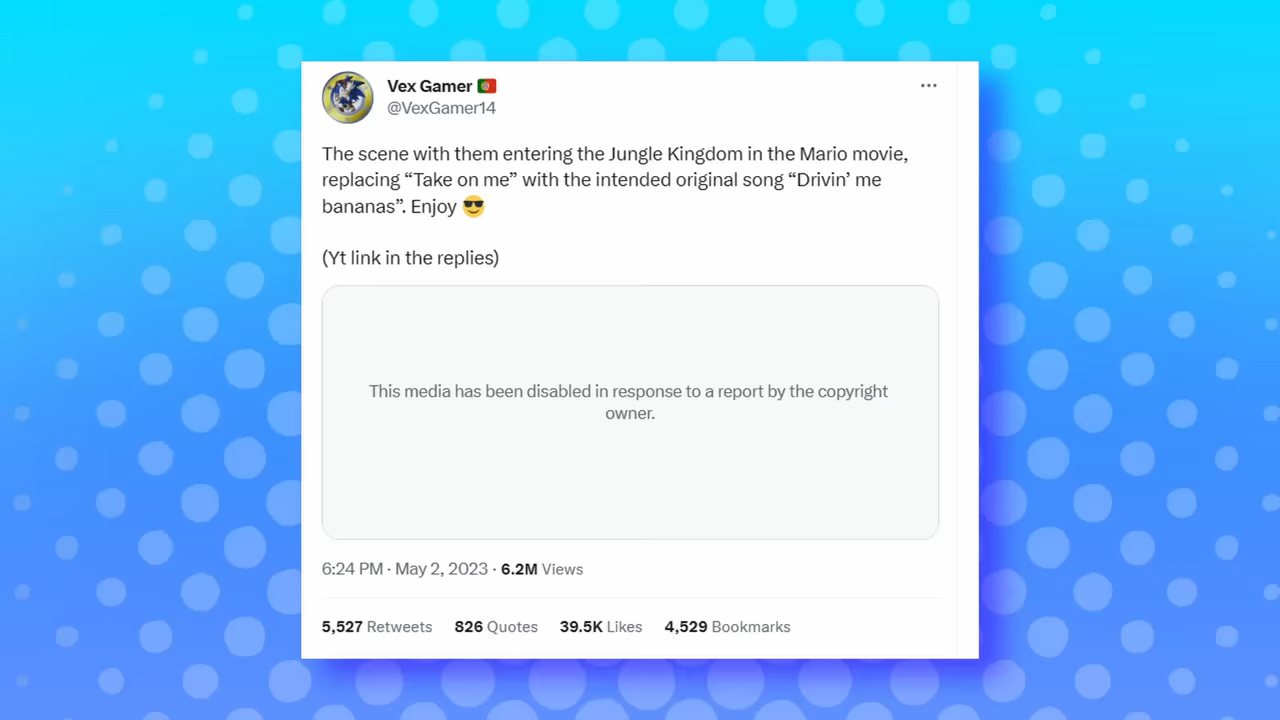 Vex Gamer 🇵🇹
@VexGamer14
The scene with them entering the Jungle Kingdom in the Mario movie,
replacing “Take on me” with the intended original song “Drivin’ me
bananas”. Enjoy 😎
(Yt link in the replies)
This media has been disabled in response to a report by the copyright
owner.
6:24 PM · May 2, 2023 · 6.2M Views
5,527 Retweets 826 Quotes 39.5K Likes 4,529 Bookmarks